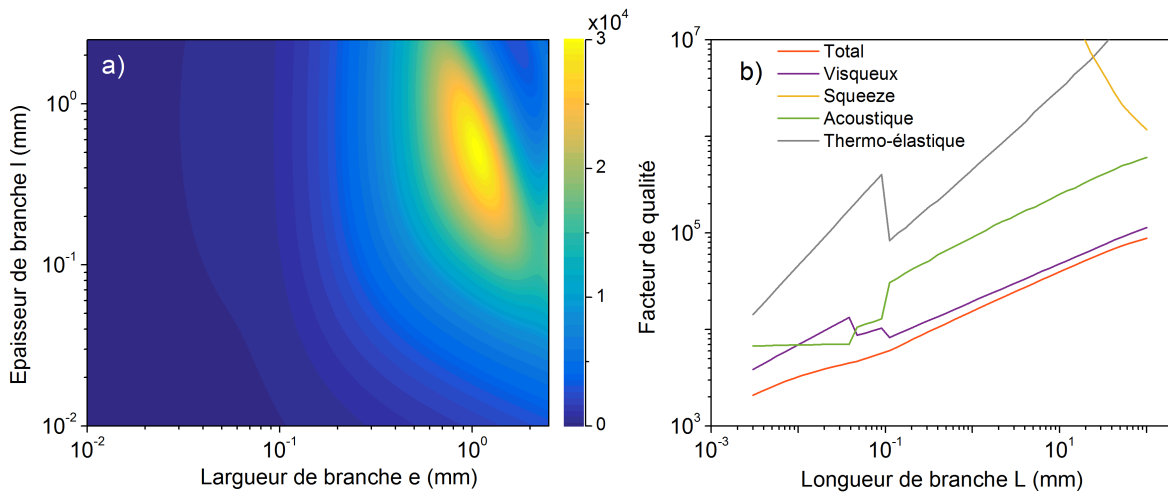 a)
Epaisseur de branche l (mm)
10^0
10^-1
10^-2
10^-2
10^-1
10^0
Largueur de branche e (mm)
x10^4
3
2
1
0
b)
Total
Visqueux
Squeeze
Acoustique
Thermo-élastique
Facteur de qualité
10^7
10^5
10^3
10^-3
10^-1
10^1
Longueur de branche L (mm)